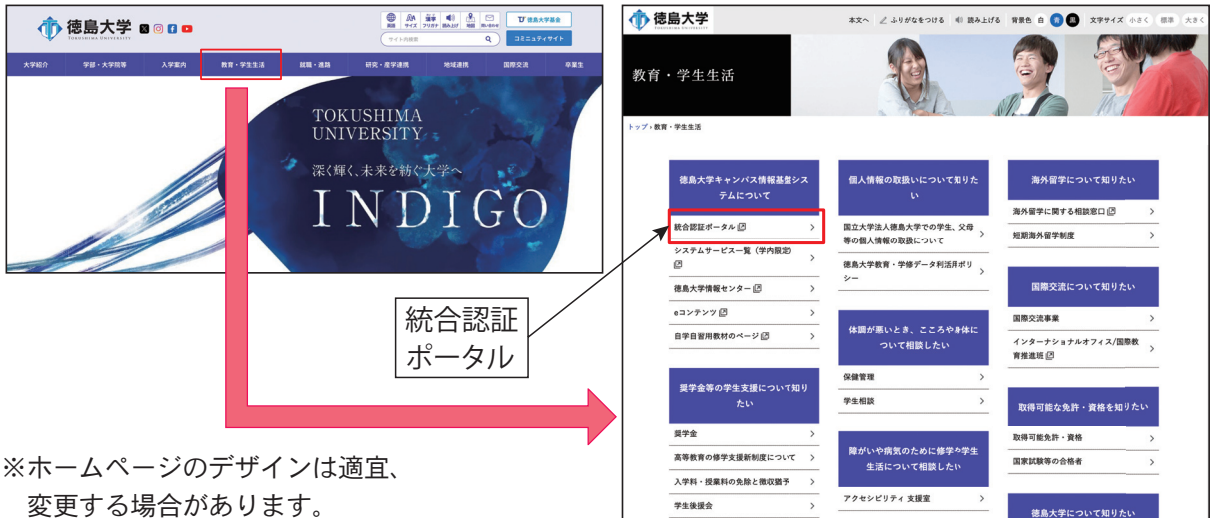 徳島大学
TOKUSHIMA UNIVERSITY
英語 サイズ フリガナ 読み上げ 地図 問い合わせ
徳島大学基金
サイト内検索
コミュニティサイト
大学紹介 学部・大学院等 入学案内 教育・学生生活 就職・進路 研究・産学連携 地域連携 国際交流 卒業生
TOKUSHIMA
UNIVERSITY
深く輝く、未来を紡ぐ大学へ
INDIGO
統合認証
ポータル
※ホームページのデザインは適宜、
変更する場合があります。
徳島大学
本文へ ふりがなをつける 読み上げる 背景色 白 青 黒 文字サイズ 小さく 標準 大きく
教育・学生生活
トップ › 教育・学生生活
徳島大学キャンパス情報基盤シス
テムについて
統合認証ポータル
システムサービス一覧（学内限定）
徳島大学情報センター
eコンテンツ
自学自習用教材のページ
奨学金等の学生支援について知り
たい
奨学金
高等教育の修学支援新制度について
入学料・授業料の免除と徴収猶予
学生後援会
個人情報の取扱いについて知りた
い
国立大学法人徳島大学での学生、父母
等の個人情報の取扱について
徳島大学教育・学修データ利活用ポリ
シー
体調が悪いとき、こころや身体に
ついて相談したい
保健管理
学生相談
障がいや病気のために修学や学生
生活について相談したい
アクセシビリティ 支援室
海外留学について知りたい
海外留学に関する相談窓口
短期海外留学制度
国際交流について知りたい
国際交流事業
インターナショナルオフィス/国際教
育推進班
取得可能な免許・資格を知りたい
取得可能免許・資格
国家試験等の合格者
徳島大学について知りたい